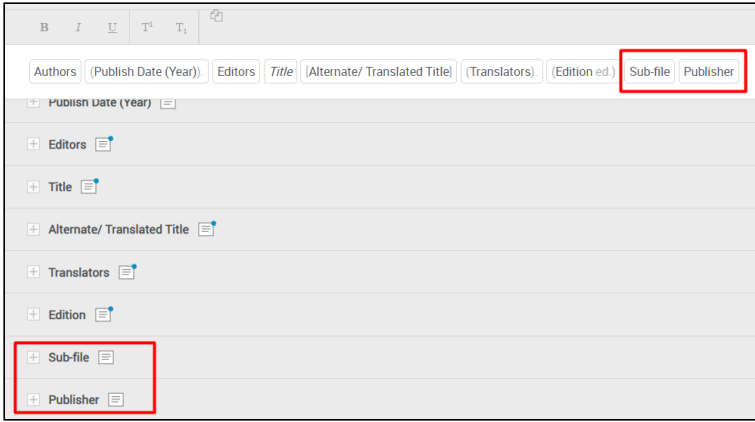 B I U T¹ T₁
Authors (Publish Date (Year)). Editors Title [Alternate/ Translated Title] (Translators). (Edition ed.) Sub-file Publisher
Publish Date (Year)
Editors
Title
Alternate/ Translated Title
Translators
Edition
Sub-file
Publisher